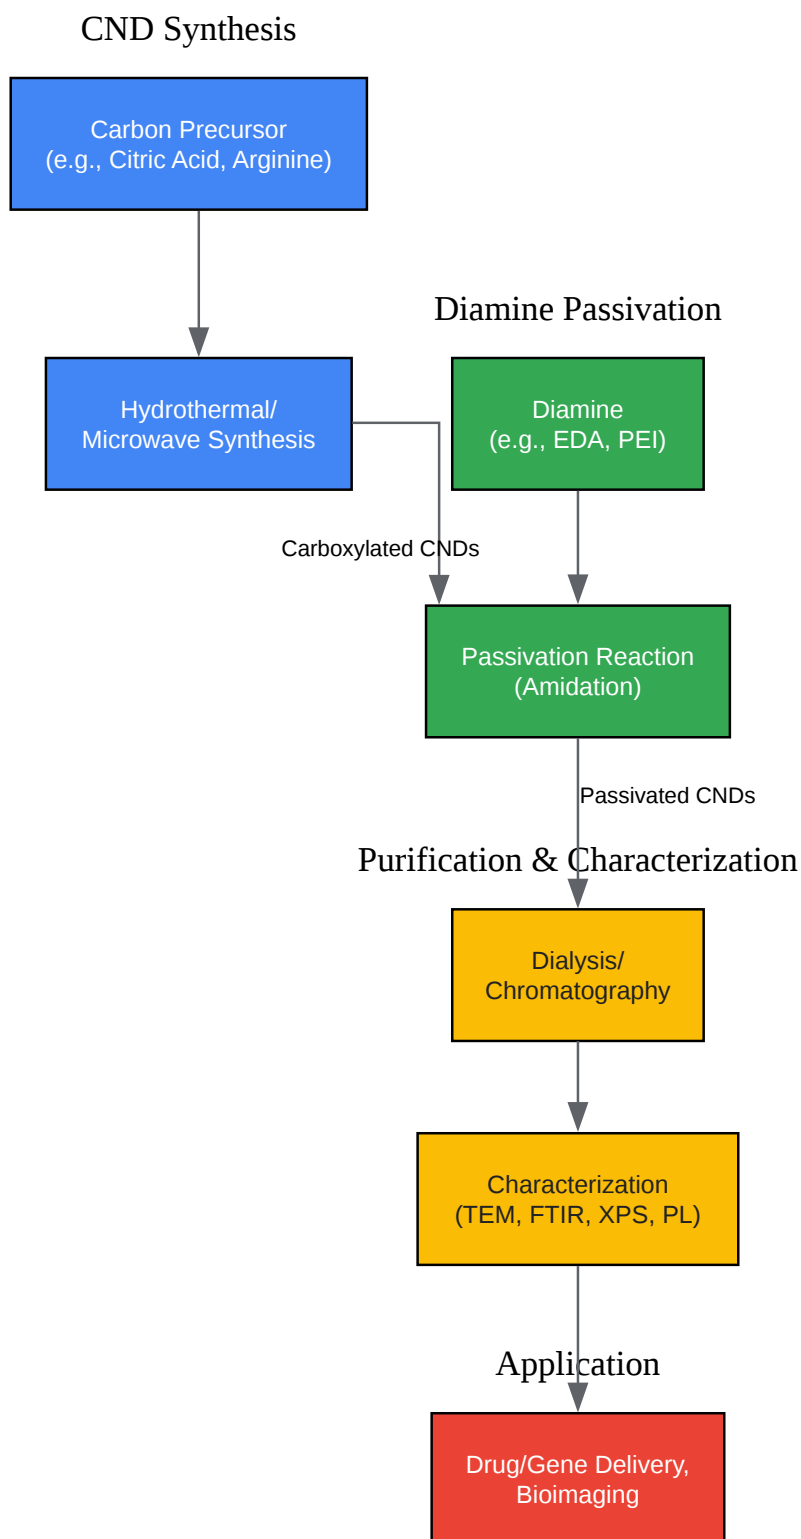 CND Synthesis
Carbon Precursor
(e.g., Citric Acid, Arginine)
Diamine Passivation
Hydrothermal/
Microwave Synthesis
Diamine
(e.g., EDA, PEI)
Carboxylated CNDs
Passivation Reaction
(Amidation)
Passivated CNDs
Purification & Characterization
Dialysis/
Chromatography
Characterization
(TEM, FTIR, XPS, PL)
Application
Drug/Gene Delivery,
Bioimaging